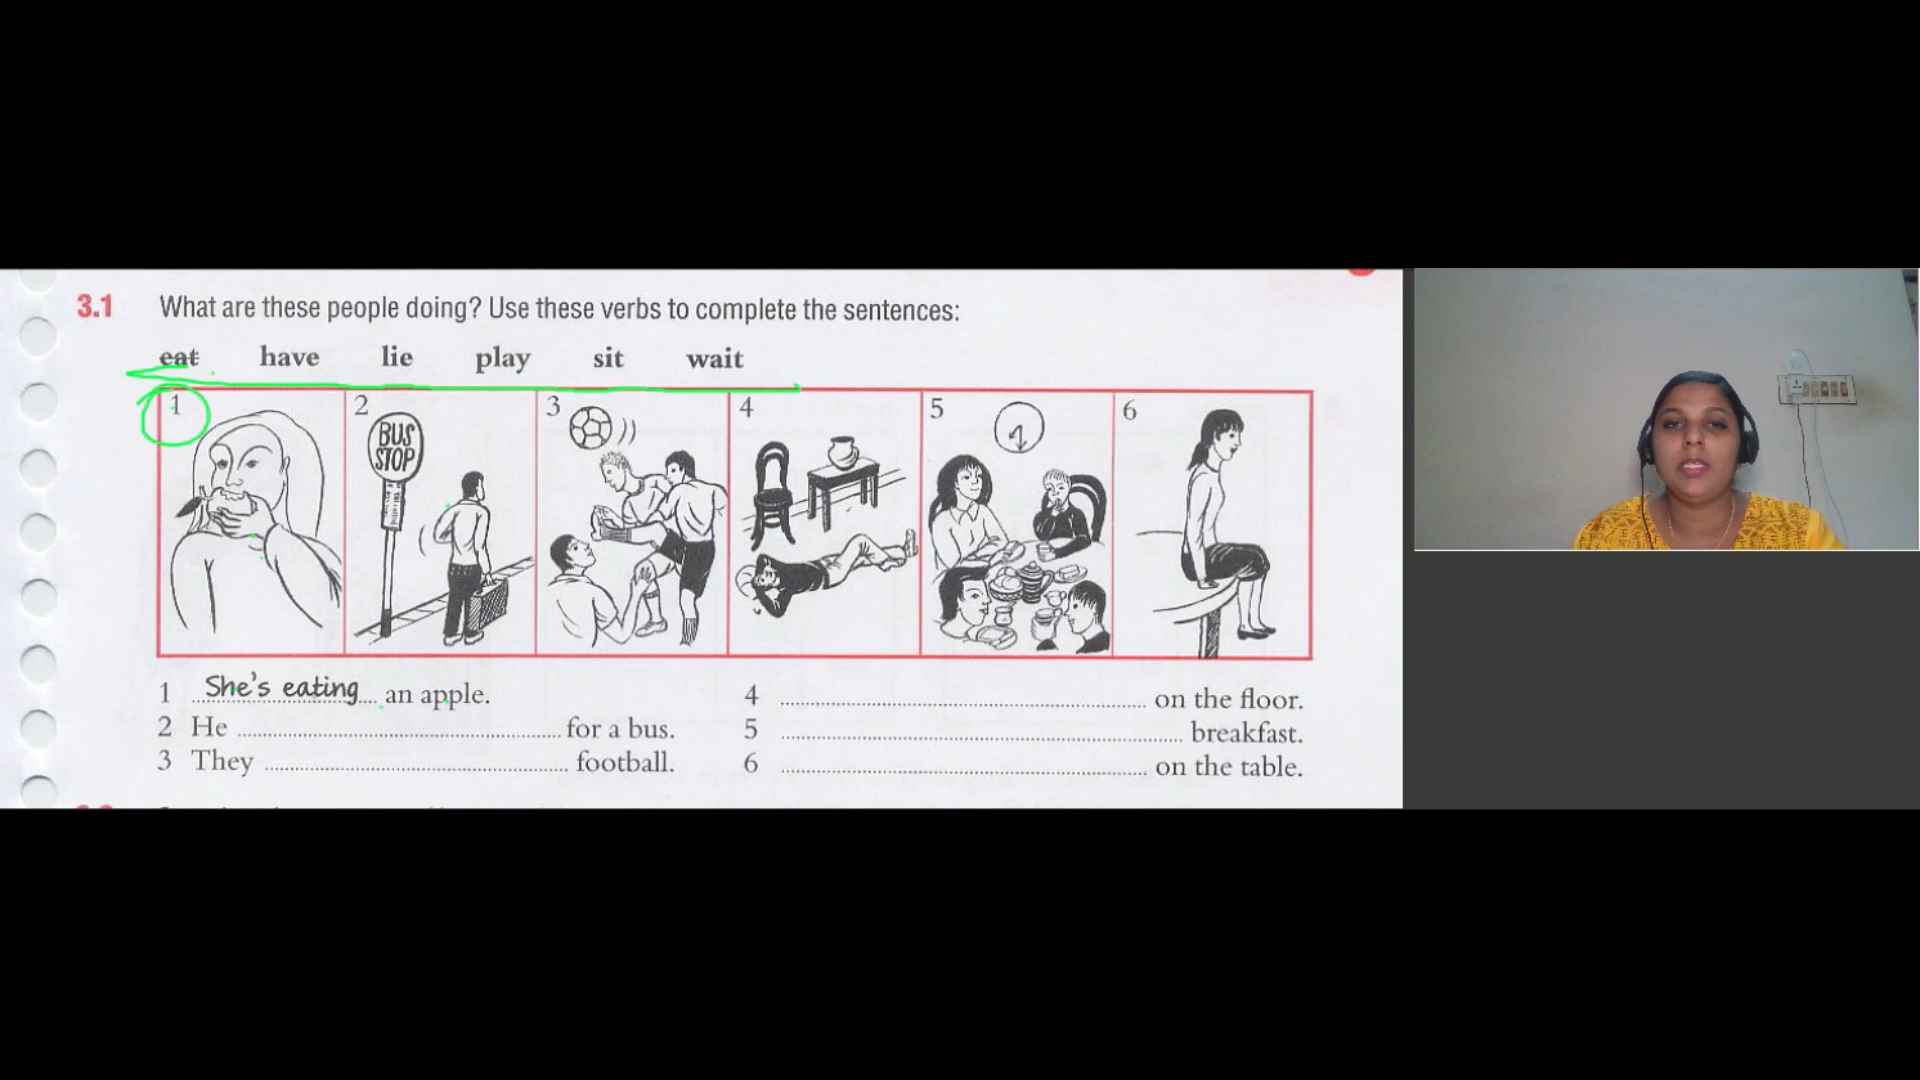 3.1 What are these people doing? Use these verbs to complete the sentences:
eat have lie play sit wait
1 2 3 4 5 6
BUS
STOP
1 She's eating an apple.
2 He ........ for a bus.
3 They ........ football.
4 ........ on the floor.
5 ........ breakfast.
6 ........ on the table.